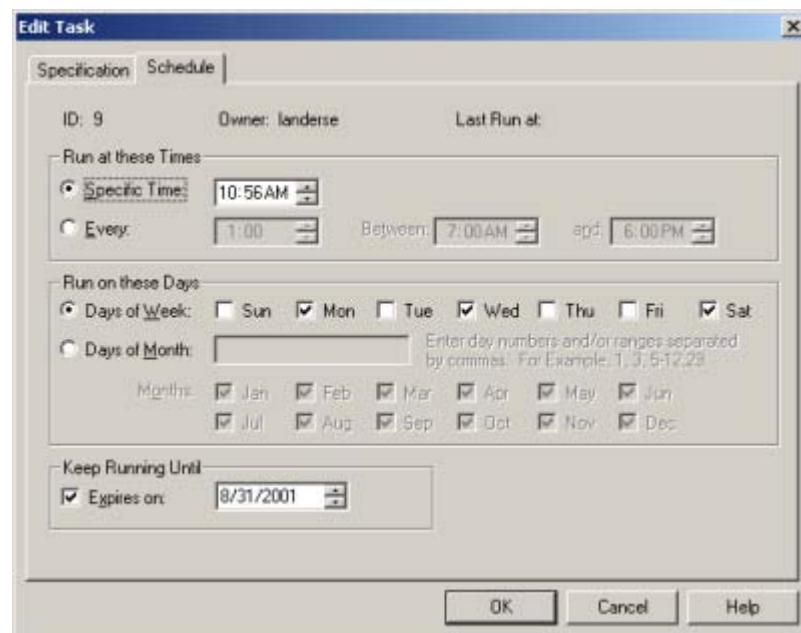 Edit Task
Specification Schedule
ID: 9 Owner: landerse Last Run at:
Run at these Times
Specific Time: 10:56AM
Every: 1:00 Between: 7:00AM and: 6:00PM
Run on these Days
Days of Week: Sun Mon Tue Wed Thu Fri Sat
Days of Month: Enter day numbers and/or ranges separated
by commas. For Example, 1, 3, 5-12,23
Months: Jan Feb Mar Apr May Jun
Jul Aug Sep Oct Nov Dec
Keep Running Until
Expires on: 8/31/2001
OK Cancel Help